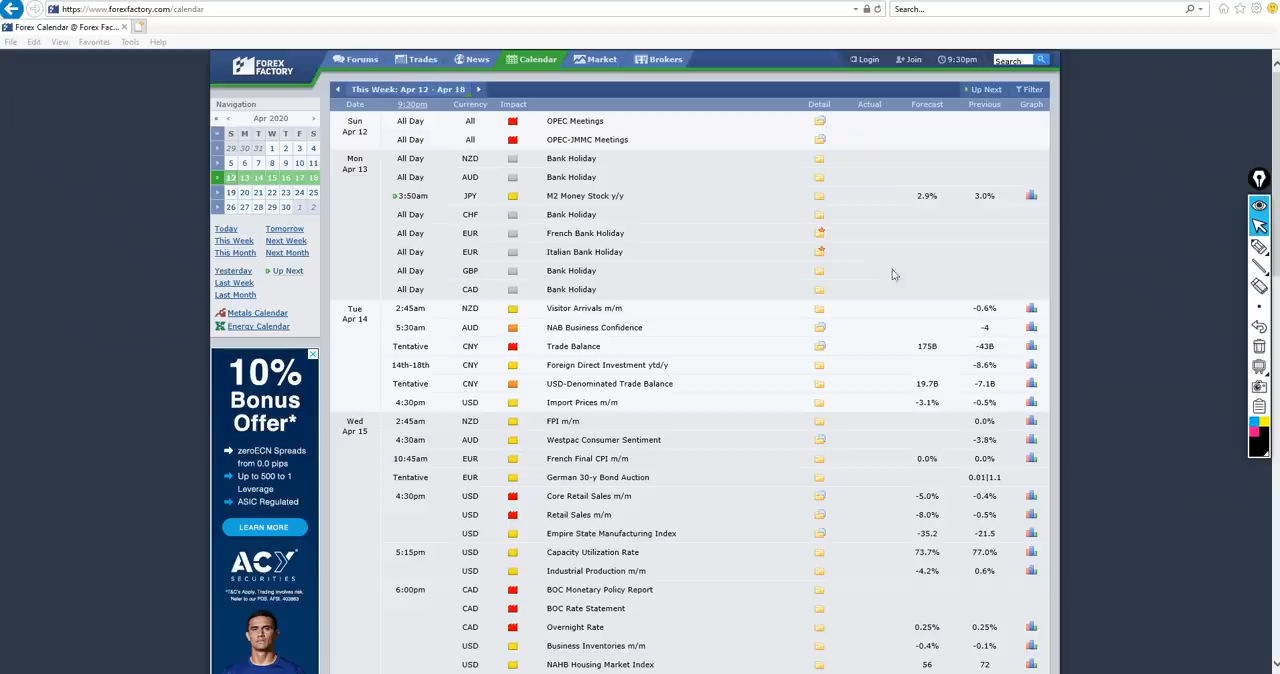 https://www.forexfactory.com/calendar
Search...
Forex Calendar @ Forex Fac...
File Edit View Favorites Tools Help
FOREX FACTORY
Forums Trades News Calendar Market Brokers Login Join 9:30pm Search
Navigation
Apr 2020
S M T W T F S
29 30 31 1 2 3 4
5 6 7 8 9 10 11
12 13 14 15 16 17 18
19 20 21 22 23 24 25
26 27 28 29 30 1 2
Today Tomorrow
This Week Next Week
This Month Next Month
Yesterday Up Next
Last Week
Last Month
Metals Calendar
Energy Calendar
10%
Bonus
Offer*
zeroECN Spreads
from 0.0 pips
Up to 500 to 1
Leverage
ASIC Regulated
LEARN MORE
ACY
SECURITIES
*T&C's Apply. Trading involves risk.
Refer to our PDS. AFSL 403863
This Week: Apr 12 - Apr 18 Up Next Filter
Date 9:30pm Currency Impact Detail Actual Forecast Previous Graph
Sun Apr 12 All Day All OPEC Meetings
All Day All OPEC-JMMC Meetings
Mon Apr 13 All Day NZD Bank Holiday
All Day AUD Bank Holiday
3:50am JPY M2 Money Stock y/y 2.9% 3.0%
All Day CHF Bank Holiday
All Day EUR French Bank Holiday
All Day EUR Italian Bank Holiday
All Day GBP Bank Holiday
All Day CAD Bank Holiday
Tue Apr 14 2:45am NZD Visitor Arrivals m/m -0.6%
5:30am AUD NAB Business Confidence -4
Tentative CNY Trade Balance 175B -43B
14th-18th CNY Foreign Direct Investment ytd/y -8.6%
Tentative CNY USD-Denominated Trade Balance 19.7B -7.1B
4:30pm USD Import Prices m/m -3.1% -0.5%
Wed Apr 15 2:45am NZD FPI m/m 0.0%
4:30am AUD Westpac Consumer Sentiment -3.8%
10:45am EUR French Final CPI m/m 0.0% 0.0%
Tentative EUR German 30-y Bond Auction 0.01|1.1
4:30pm USD Core Retail Sales m/m -5.0% -0.4%
USD Retail Sales m/m -8.0% -0.5%
USD Empire State Manufacturing Index -35.2 -21.5
5:15pm USD Capacity Utilization Rate 73.7% 77.0%
USD Industrial Production m/m -4.2% 0.6%
6:00pm CAD BOC Monetary Policy Report
CAD BOC Rate Statement
CAD Overnight Rate 0.25% 0.25%
USD Business Inventories m/m -0.4% -0.1%
USD NAHB Housing Market Index 56 72